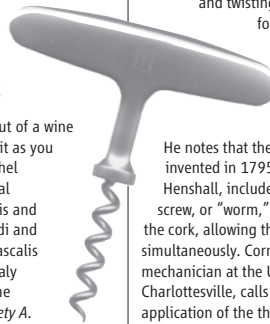 ut of a wine
it as you
hel
al
is and
di and
ascalis
aly
ne
ety A.
and twisting
fo
He notes that the
invented in 1795
Henshall, include
screw, or “worm,”
the cork, allowing th
simultaneously. Corr
mechanician at the U
Charlottesville, calls
application of the th